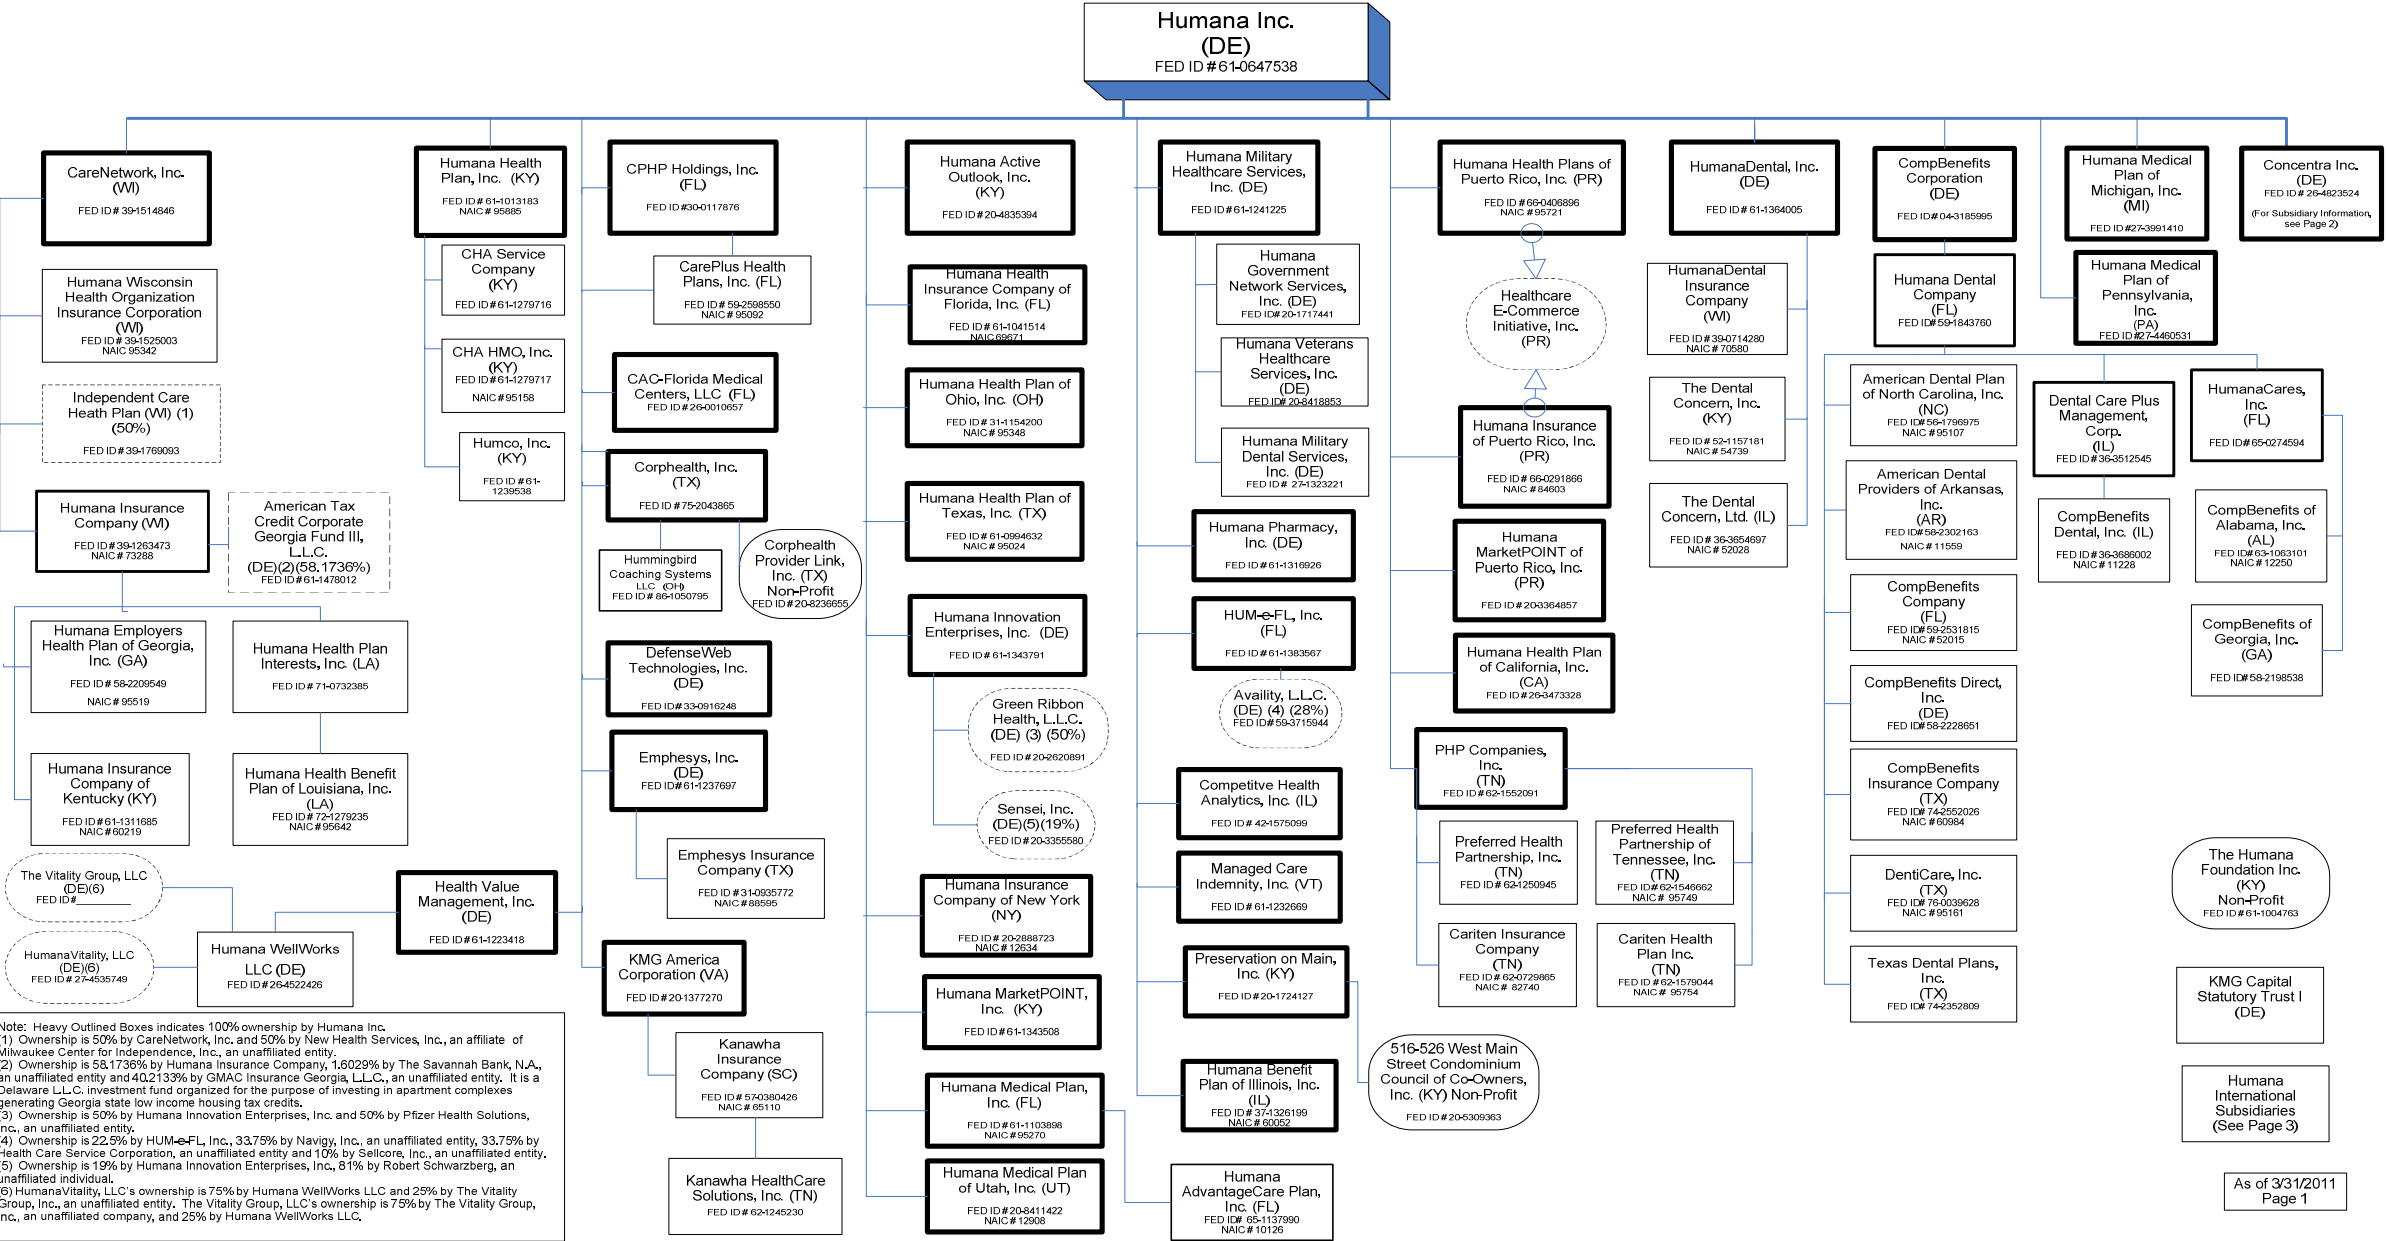 Humana Inc.
(DE)
FED ID # 61-0647538
CareNetwork, Inc.
(WI)
FED ID # 39-1514846
Humana Wisconsin
Health Organization
Insurance Corporation
(WI)
FED ID # 39-1525003
NAIC 95342
Independent Care
Heath Plan (WI) (1)
(50%)
FED ID # 39-1769093
Humana Insurance
Company (WI)
FED ID # 39-1263473
NAIC # 73288
American Tax
Credit Corporate
Georgia Fund III,
L.L.C.
(DE)(2)(58.1736%)
FED ID # 61-1478012
Humana Employers
Health Plan of Georgia,
Inc. (GA)
FED ID # 58-2209549
NAIC # 95519
Humana Health Plan
Interests, Inc. (LA)
FED ID # 71-0732385
Humana Insurance
Company of
Kentucky (KY)
FED ID # 61-1311685
NAIC # 60219
Humana Health Benefit
Plan of Louisiana, Inc.
(LA)
FED ID # 72-1279235
NAIC # 95642
The Vitality Group, LLC
(DE)(6)
FED ID#________
HumanaVitality, LLC
(DE)(6)
FED ID # 27-4535749
Humana WellWorks
LLC (DE)
FED ID # 26-4522426
Health Value
Management, Inc.
(DE)
FED ID # 61-1223418
Humana Health
Plan, Inc. (KY)
FED ID # 61-1013183
NAIC # 95885
CHA Service
Company
(KY)
FED ID # 61-1279716
CHA HMO, Inc.
(KY)
FED ID # 61-1279717
NAIC # 95158
Humco, Inc.
(KY)
FED ID # 61-
1239538
CPHP Holdings, Inc.
(FL)
FED ID #30-0117876
CarePlus Health
Plans, Inc. (FL)
FED ID # 59-2598550
NAIC # 95092
CAC-Florida Medical
Centers, LLC (FL)
FED ID # 26-0010657
Corphealth, Inc.
(TX)
FED ID # 75-2043865
Hummingbird
Coaching Systems
LLC (OH)
FED ID # 86-1050795
Corphealth
Provider Link,
Inc. (TX)
Non-Profit
FED ID # 20-8236655
DefenseWeb
Technologies, Inc.
(DE)
FED ID # 33-0916248
Emphesys, Inc.
(DE)
FED ID # 61-1237697
Emphesys Insurance
Company (TX)
FED ID # 31-0935772
NAIC # 88595
KMG America
Corporation (VA)
FED ID # 20-1377270
Kanawha
Insurance
Company (SC)
FED ID # 57-0380426
NAIC # 65110
Kanawha HealthCare
Solutions, Inc. (TN)
FED ID # 62-1245230
Humana Active
Outlook, Inc.
(KY)
FED ID # 20-4835394
Humana Health
Insurance Company of
Florida, Inc. (FL)
FED ID # 61-1041514
NAIC 69671
Humana Health Plan of
Ohio, Inc. (OH)
FED ID # 31-1154200
NAIC # 95348
Humana Health Plan of
Texas, Inc. (TX)
FED ID # 61-0994632
NAIC # 95024
Humana Innovation
Enterprises, Inc. (DE)
FED ID # 61-1343791
Green Ribbon
Health, L.L.C.
(DE) (3) (50%)
FED ID # 20-2620891
Sensei, Inc.
(DE)(5)(19%)
FED ID # 20-3355580
Humana Insurance
Company of New York
(NY)
FED ID # 20-2888723
NAIC # 12634
Humana MarketPOINT,
Inc. (KY)
FED ID # 61-1343508
Humana Medical Plan,
Inc. (FL)
FED ID # 61-1103898
NAIC # 95270
Humana Medical Plan
of Utah, Inc. (UT)
FED ID # 20-8411422
NAIC # 12908
Humana Military
Healthcare Services,
Inc. (DE)
FED ID # 61-1241225
Humana
Government
Network Services,
Inc. (DE)
FED ID# 20-1717441
Humana Veterans
Healthcare
Services, Inc.
(DE)
FED ID# 20-8418853
Humana Military
Dental Services,
Inc. (DE)
FED ID # 27-1323221
Humana Pharmacy,
Inc. (DE)
FED ID # 61-1316926
HUM-e-FL, Inc.
(FL)
FED ID # 61-1383567
Availity, L.L.C.
(DE) (4) (28%)
FED ID# 59-3715944
Competitve Health
Analytics, Inc. (IL)
FED ID # 42-1575099
Managed Care
Indemnity, Inc. (VT)
FED ID # 61-1232669
Preservation on Main,
Inc. (KY)
FED ID # 20-1724127
516-526 West Main
Street Condominium
Council of Co-Owners,
Inc. (KY) Non-Profit
FED ID # 20-5309363
Humana Benefit
Plan of Illinois, Inc.
(IL)
FED ID # 37-1326199
NAIC # 60052
Humana
AdvantageCare Plan,
Inc. (FL)
FED ID # 65-1137990
NAIC # 10126
Humana Health Plans of
Puerto Rico, Inc. (PR)
FED ID # 66-0406896
NAIC # 95721
Healthcare
E-Commerce
Initiative, Inc.
(PR)
Humana Insurance
of Puerto Rico, Inc.
(PR)
FED ID # 66-0291866
NAIC # 84603
Humana
MarketPOINT of
Puerto Rico, Inc.
(PR)
FED ID # 20-3364857
Humana Health Plan
of California, Inc.
(CA)
FED ID # 26-3473328
PHP Companies,
Inc.
(TN)
FED ID # 62-1552091
Preferred Health
Partnership, Inc.
(TN)
FED ID # 62-1250945
Preferred Health
Partnership of
Tennessee, Inc.
(TN)
FED ID # 62-1546662
NAIC # 95749
Cariten Insurance
Company
(TN)
FED ID # 62-0729865
NAIC # 82740
Cariten Health
Plan Inc.
(TN)
FED ID # 62-1579044
NAIC # 95754
HumanaDental, Inc.
(DE)
FED ID # 61-1364005
HumanaDental
Insurance
Company
(WI)
FED ID # 39-0714280
NAIC # 70580
The Dental
Concern, Inc.
(KY)
FED ID # 52-1157181
NAIC # 54739
The Dental
Concern, Ltd. (IL)
FED ID # 36-3654697
NAIC # 52028
CompBenefits
Corporation
(DE)
FED ID# 04-3185995
Humana Dental
Company
(FL)
FED ID# 59-1843760
American Dental Plan
of North Carolina, Inc.
(NC)
FED ID# 56-1796975
NAIC # 95107
American Dental
Providers of Arkansas,
Inc.
(AR)
FED ID# 58-2302163
NAIC # 11559
CompBenefits
Company
(FL)
FED ID# 59-2531815
NAIC # 52015
CompBenefits Direct,
Inc.
(DE)
FED ID# 58-2228651
CompBenefits
Insurance Company
(TX)
FED ID# 74-2552026
NAIC # 60984
DentiCare, Inc.
(TX)
FED ID# 76-0039628
NAIC # 95161
Texas Dental Plans,
Inc.
(TX)
FED ID# 74-2352809
Dental Care Plus
Management,
Corp.
(IL)
FED ID # 36-3512545
CompBenefits
Dental, Inc. (IL)
FED ID # 36-3686002
NAIC # 11228
HumanaCares,
Inc.
(FL)
FED ID# 65-0274594
CompBenefits of
Alabama, Inc.
(AL)
FED ID# 63-1063101
NAIC # 12250
CompBenefits of
Georgia, Inc.
(GA)
FED ID# 58-2198538
Humana Medical
Plan of
Michigan, Inc.
(MI)
FED ID #27-3991410
Humana Medical
Plan of
Pennsylvania,
Inc.
(PA)
FED ID #27-4460531
Concentra Inc.
(DE)
FED ID # 26-4823524
(For Subsidiary Information,
see Page 2)
The Humana
Foundation Inc.
(KY)
Non-Profit
FED ID # 61-1004763
KMG Capital
Statutory Trust I
(DE)
Humana
International
Subsidiaries
(See Page 3)
As of 3/31/2011
Page 1
Note: Heavy Outlined Boxes indicates 100% ownership by Humana Inc.
(1) Ownership is 50% by CareNetwork, Inc. and 50% by New Health Services, Inc., an affiliate of
Milwaukee Center for Independence, Inc., an unaffiliated entity.
(2) Ownership is 58.1736% by Humana Insurance Company, 1.6029% by The Savannah Bank, N.A.,
an unaffiliated entity and 40.2133% by GMAC Insurance Georgia, L.L.C., an unaffiliated entity. It is a
Delaware L.L.C. investment fund organized for the purpose of investing in apartment complexes
generating Georgia state low income housing tax credits.
(3) Ownership is 50% by Humana Innovation Enterprises, Inc. and 50% by Pfizer Health Solutions,
Inc., an unaffiliated entity.
(4) Ownership is 22.5% by HUM-e-FL, Inc., 33.75% by Navigy, Inc., an unaffiliated entity, 33.75% by
Health Care Service Corporation, an unaffiliated entity and 10% by Sellcore, Inc., an unaffiliated entity.
(5) Ownership is 19% by Humana Innovation Enterprises, Inc., 81% by Robert Schwarzberg, an
unaffiliated individual.
(6) HumanaVitality, LLC's ownership is 75% by Humana WellWorks LLC and 25% by The Vitality
Group, Inc., an unaffiliated entity. The Vitality Group, LLC's ownership is 75% by The Vitality Group,
Inc., an unaffiliated company, and 25% by Humana WellWorks LLC.